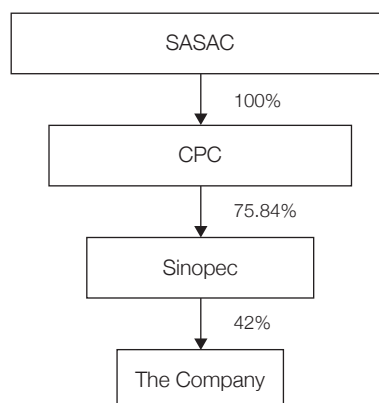 SASAC
100%
CPC
75.84%
Sinopec
42%
The Company